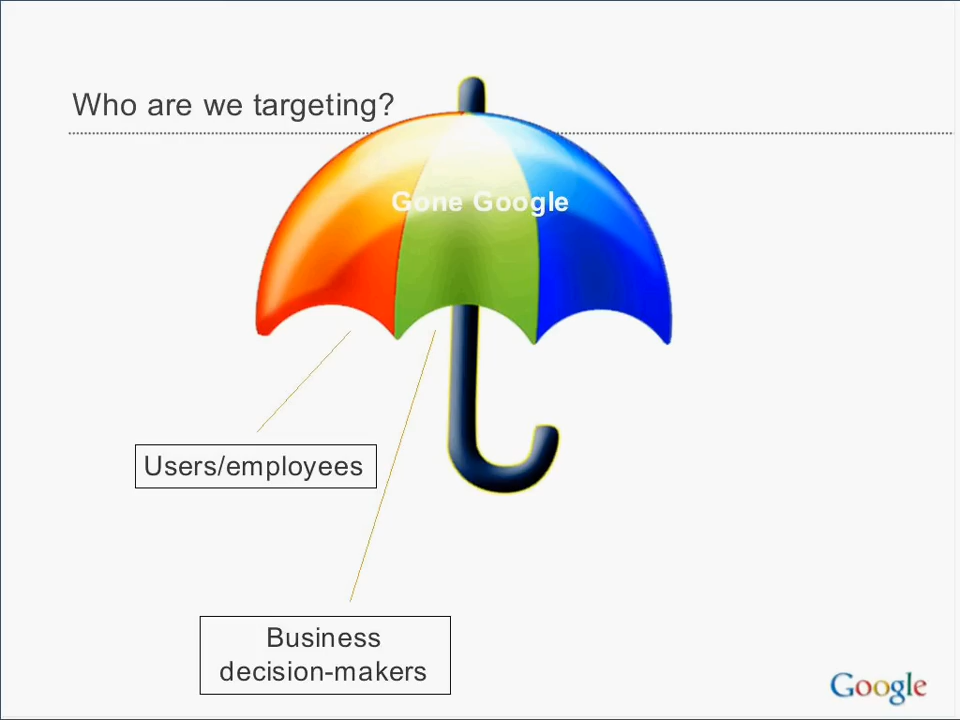 Who are we targeting?
Gone Google
Users/employees
Business
decision-makers
Google